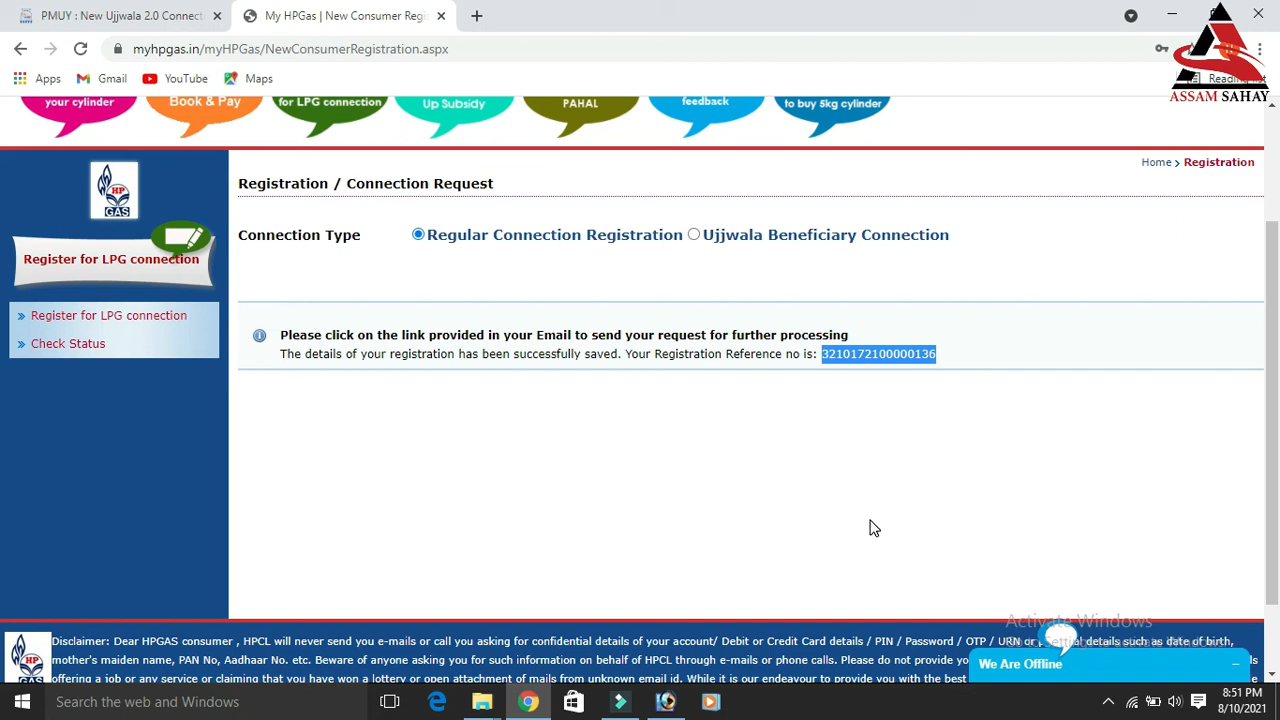 PMUY : New Ujjwala 2.0 Connect
My HPGas | New Consumer Regi
myhpgas.in/myHPGas/NewConsumerRegistration.aspx
Apps
Gmail
YouTube
Maps
Reading list
ASSAM SAHAY
your cylinder
Book & Pay
for LPG connection
Up Subsidy
PAHAL
feedback
to buy 5kg cylinder
Home > Registration
HP
GAS
Register for LPG connection
» Register for LPG connection
» Check Status
Registration / Connection Request
Connection Type
Regular Connection Registration
Ujjwala Beneficiary Connection
Please click on the link provided in your Email to send your request for further processing
The details of your registration has been successfully saved. Your Registration Reference no is: 3210172100000136
Activate Windows
We Are Offline
HP
Disclaimer: Dear HPGAS consumer , HPCL will never send you e-mails or call you asking for confidential details of your account/ Debit or Credit Card details / PIN / Password / OTP / URN or details such as date of birth,
mother's maiden name, PAN No, Aadhaar No. etc. Beware of anyone asking you for such information on behalf of HPCL through e-mails or phone calls. Please do not provide yo
offering a job or any service or claiming that you have won a lottery or open attachment of mails from unknown email id. While it is our endeavour to provide you with the best
Search the web and Windows
8:51 PM
8/10/2021